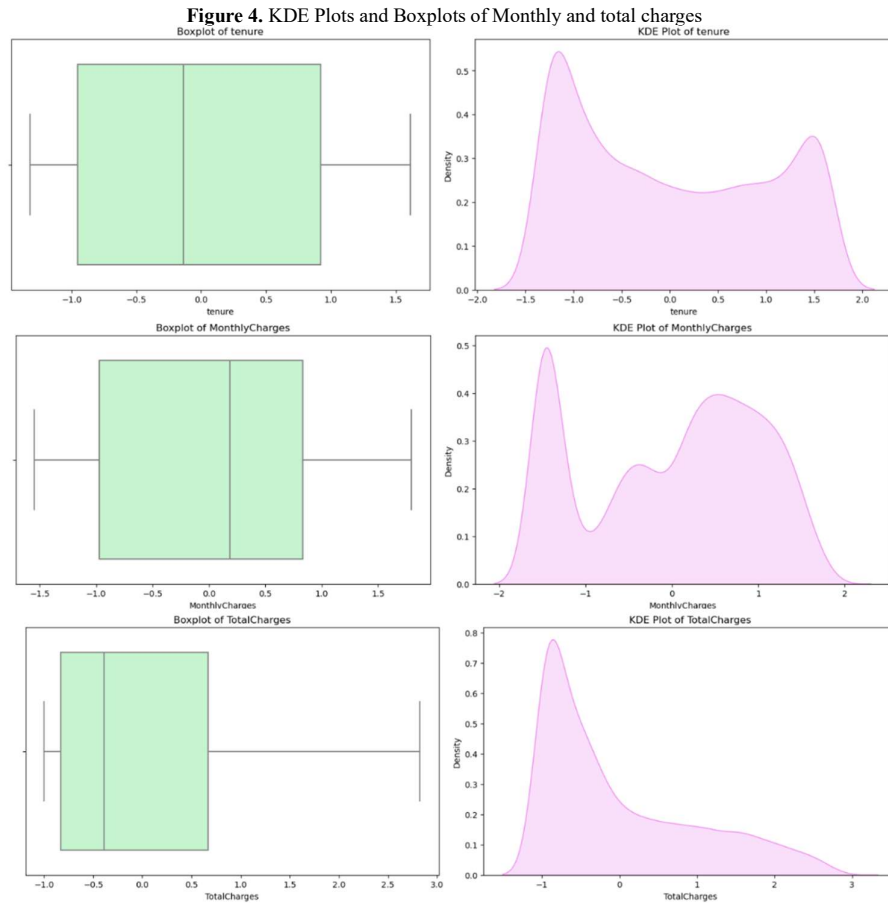 Figure 4. KDE Plots and Boxplots of Monthly and total charges
Boxplot of tenure
−1.0 −0.5 0.0 0.5 1.0 1.5
tenure
KDE Plot of tenure
Density
0.5
0.4
0.3
0.2
0.1
0.0
−2.0 −1.5 −1.0 −0.5 0.0 0.5 1.0 1.5 2.0
tenure
Boxplot of MonthlyCharges
−1.5 −1.0 −0.5 0.0 0.5 1.0 1.5
MonthlyCharges
KDE Plot of MonthlyCharges
Density
0.5
0.4
0.3
0.2
0.1
0.0
−2 −1 0 1 2
MonthlyCharges
Boxplot of TotalCharges
−1.0 −0.5 0.0 0.5 1.0 1.5 2.0 2.5 3.0
TotalCharges
KDE Plot of TotalCharges
Density
0.8
0.7
0.6
0.5
0.4
0.3
0.2
0.1
0.0
−1 0 1 2 3
TotalCharges